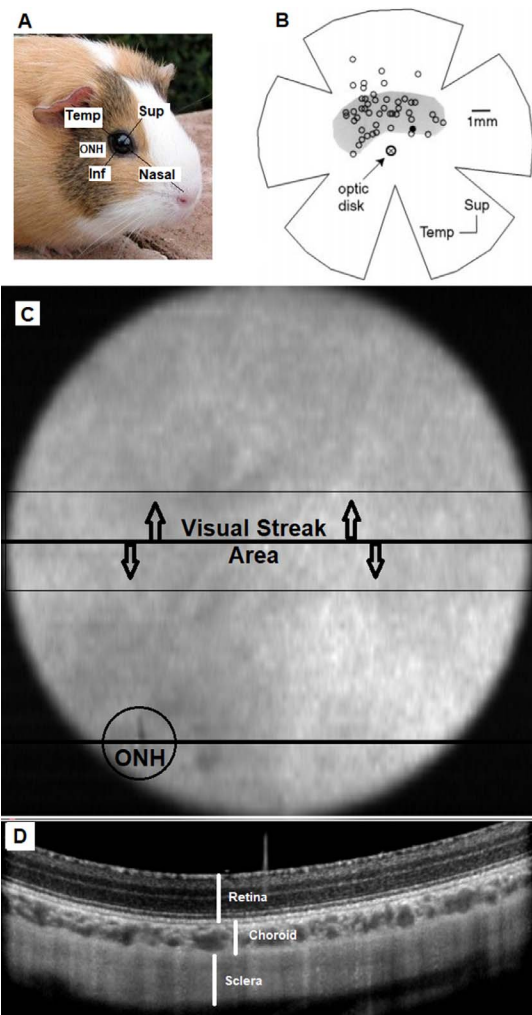 A
Temp
Sup
ONH
Inf
Nasal
B
1mm
optic
disk
Sup
Temp
C
Visual Streak
Area
ONH
D
Retina
Choroid
Sclera